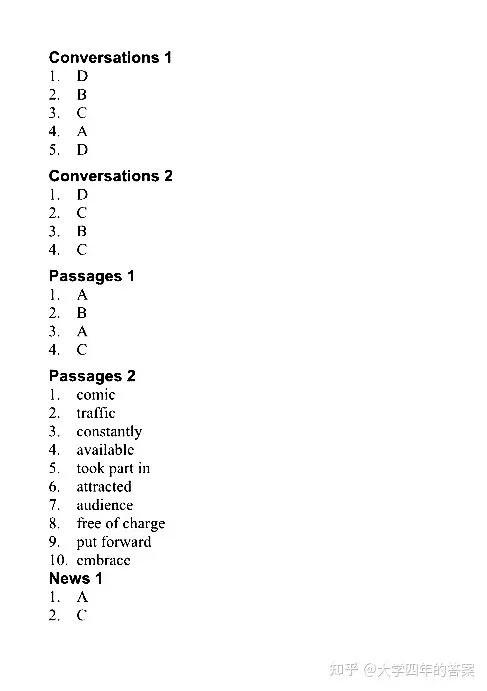 Conversations 1
1. D
2. B
3. C
4. A
5. D
Conversations 2
1. D
2. C
3. B
4. C
Passages 1
1. A
2. B
3. A
4. C
Passages 2
1. comic
2. traffic
3. constantly
4. available
5. took part in
6. attracted
7. audience
8. free of charge
9. put forward
10. embrace
News 1
1. A
2. C
知乎 @大学四年的答案